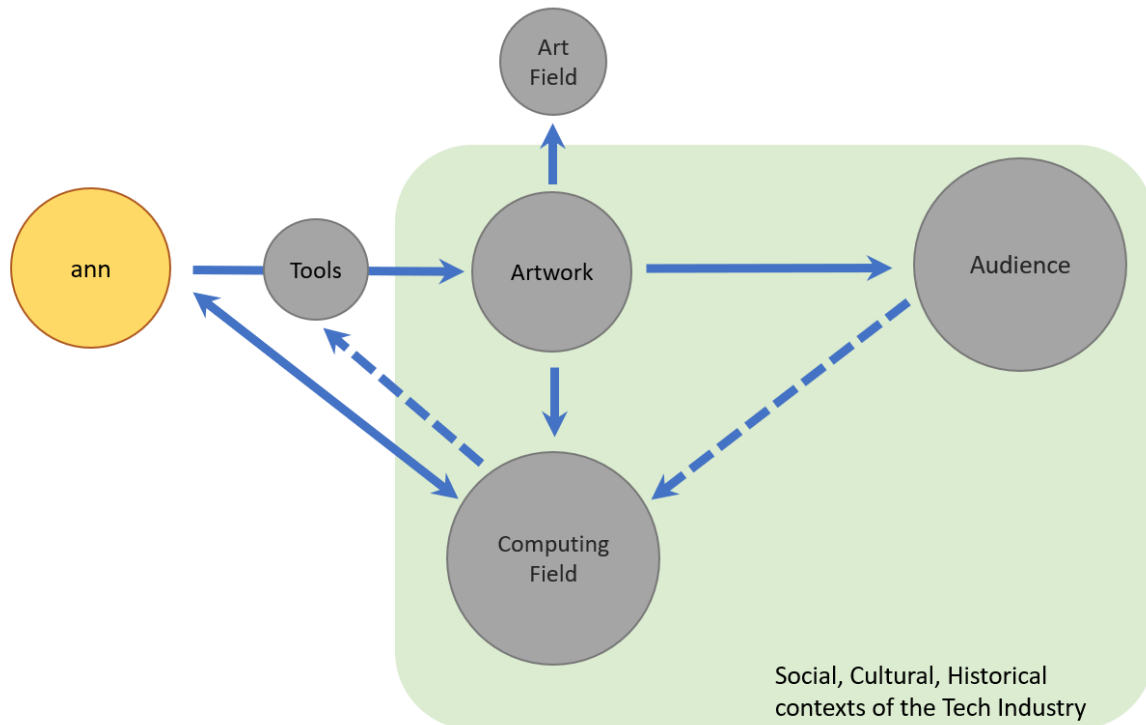 Art
Field
ann
Tools
Artwork
Audience
Computing
Field
Social, Cultural, Historical
contexts of the Tech Industry